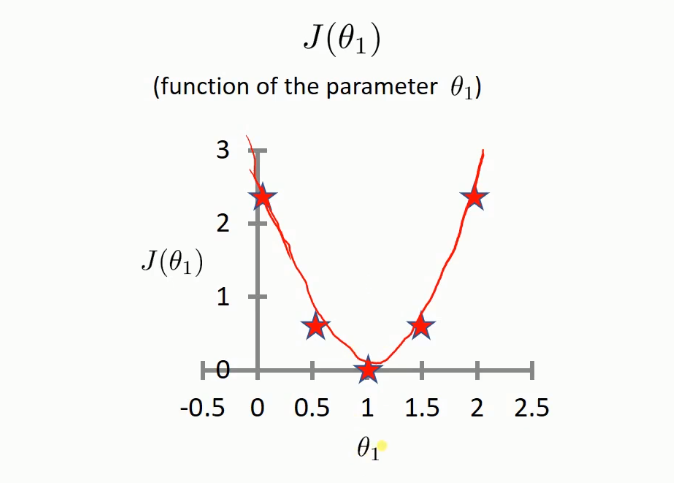 J(θ₁)
(function of the parameter θ₁)
3
2
J(θ₁)
1
0
-0.5 0 0.5 1 1.5 2 2.5
θ₁